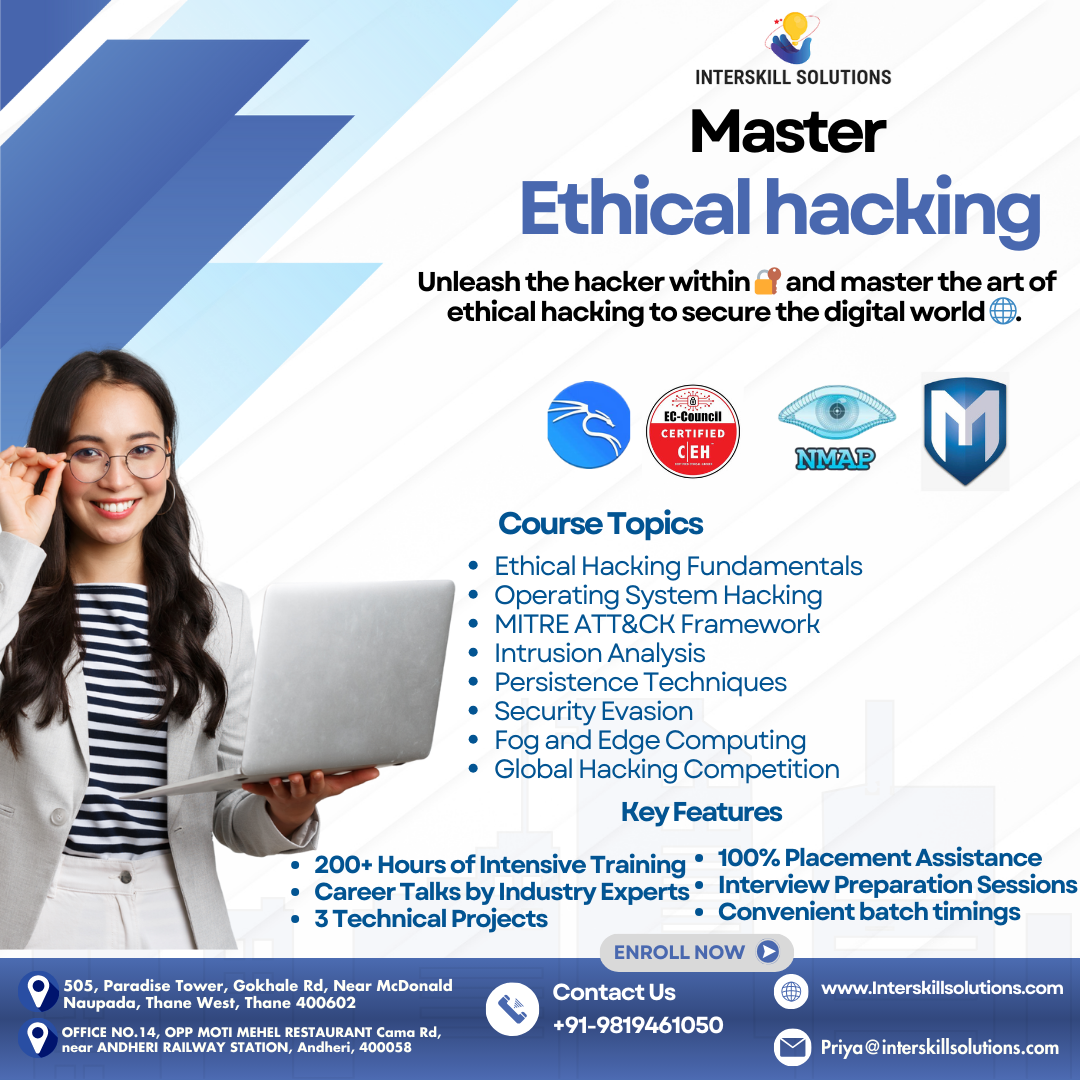 INTERSKILL SOLUTIONS
Master
Ethical hacking
Unleash the hacker within 🔐 and master the art of
ethical hacking to secure the digital world 🌐.
EC-Council
CERTIFIED
C|EH
NMAP
M
Course Topics
• Ethical Hacking Fundamentals
• Operating System Hacking
• MITRE ATT&CK Framework
• Intrusion Analysis
• Persistence Techniques
• Security Evasion
• Fog and Edge Computing
• Global Hacking Competition
Key Features
• 200+ Hours of Intensive Training
• Career Talks by Industry Experts
• 3 Technical Projects
• 100% Placement Assistance
• Interview Preparation Sessions
• Convenient batch timings
ENROLL NOW
505, Paradise Tower, Gokhale Rd, Near McDonald
Naupada, Thane West, Thane 400602
OFFICE NO.14, OPP MOTI MEHEL RESTAURANT Cama Rd,
near ANDHERI RAILWAY STATION, Andheri, 400058
Contact Us
+91-9819461050
www.Interskillsolutions.com
Priya@interskillsolutions.com